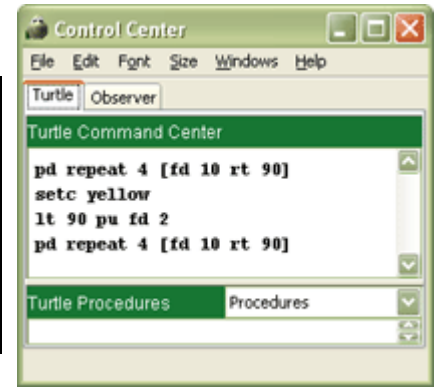 Control Center
File Edit Font Size Windows Help
Turtle Observer
Turtle Command Center
pd repeat 4 [fd 10 rt 90]
setc yellow
lt 90 pu fd 2
pd repeat 4 [fd 10 rt 90]
Turtle Procedures Procedures